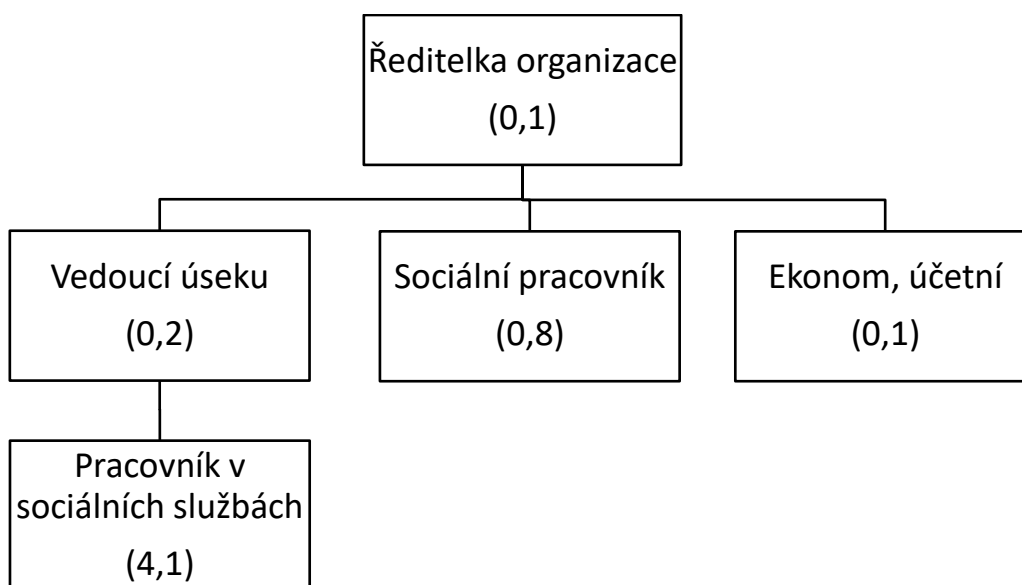 Ředitelka organizace
(0,1)
Vedoucí úseku
(0,2)
Sociální pracovník
(0,8)
Ekonom, účetní
(0,1)
Pracovník v
sociálních službách
(4,1)